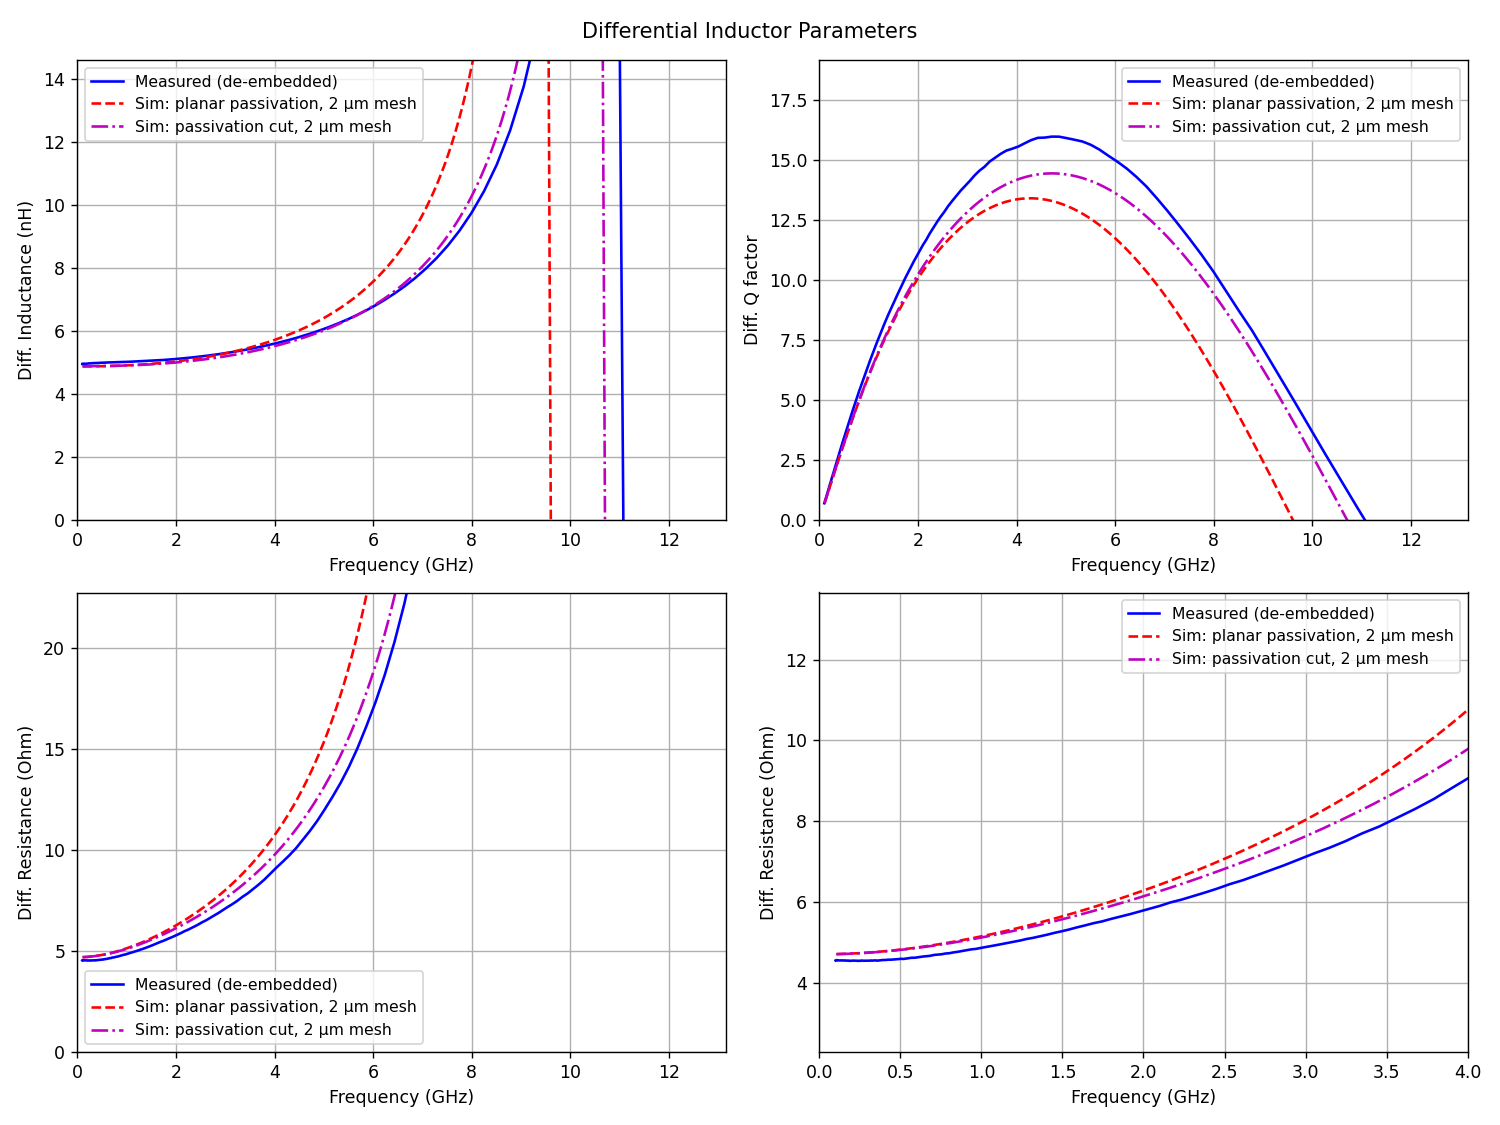 Differential Inductor Parameters
Diff. Inductance (nH)
14
12
10
8
6
4
2
0
Measured (de-embedded)
Sim: planar passivation, 2 μm mesh
Sim: passivation cut, 2 μm mesh
0 2 4 6 8 10 12
Frequency (GHz)
Diff. Q factor
17.5
15.0
12.5
10.0
7.5
5.0
2.5
0.0
Measured (de-embedded)
Sim: planar passivation, 2 μm mesh
Sim: passivation cut, 2 μm mesh
0 2 4 6 8 10 12
Frequency (GHz)
Diff. Resistance (Ohm)
20
15
10
5
0
Measured (de-embedded)
Sim: planar passivation, 2 μm mesh
Sim: passivation cut, 2 μm mesh
0 2 4 6 8 10 12
Frequency (GHz)
Diff. Resistance (Ohm)
12
10
8
6
4
Measured (de-embedded)
Sim: planar passivation, 2 μm mesh
Sim: passivation cut, 2 μm mesh
0.0 0.5 1.0 1.5 2.0 2.5 3.0 3.5 4.0
Frequency (GHz)